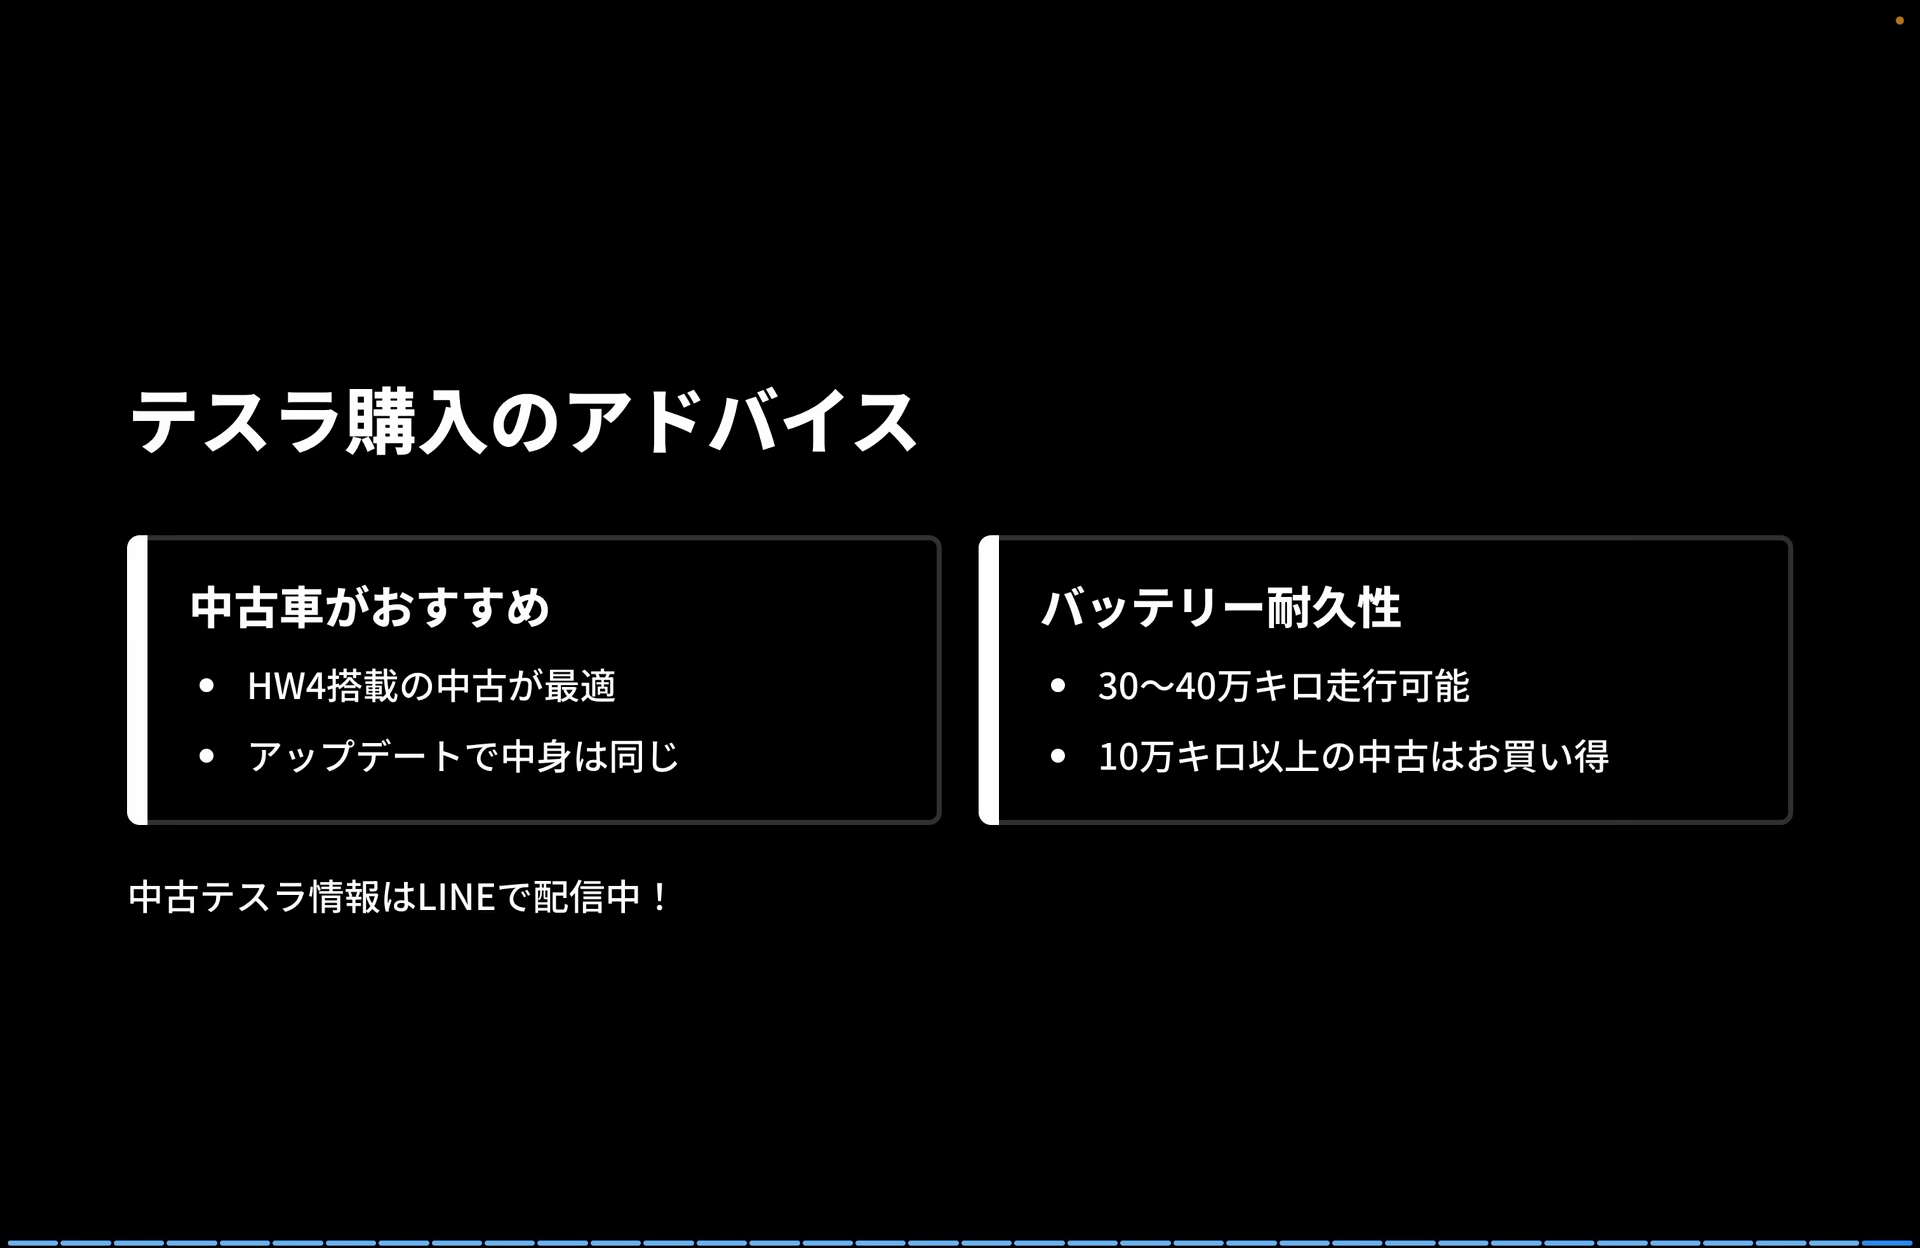 テスラ購入のアドバイス
中古車がおすすめ
• HW4搭載の中古が最適
• アップデートで中身は同じ
バッテリー耐久性
• 30〜40万キロ走行可能
• 10万キロ以上の中古はお買い得
中古テスラ情報はLINEで配信中！